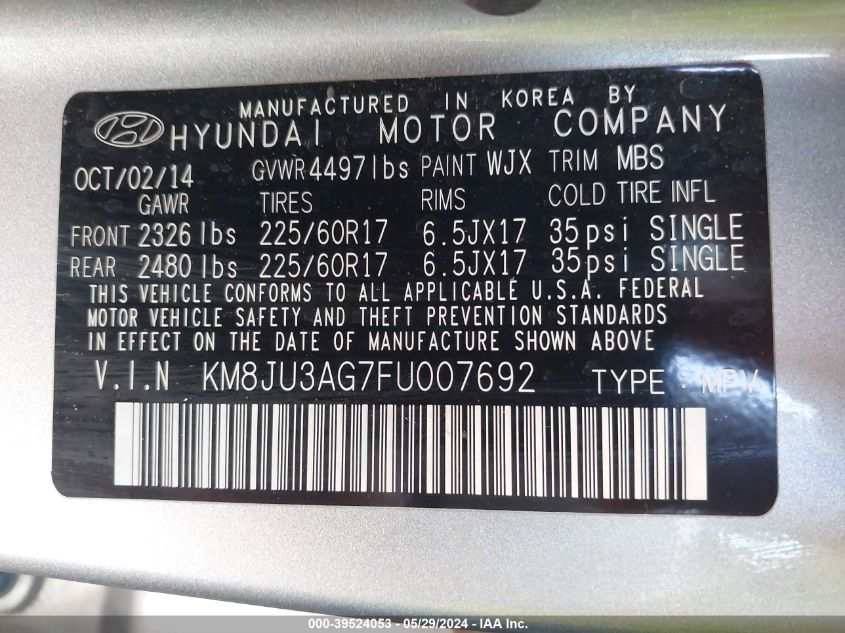 MANUFACTURED IN KOREA BY
HYUNDAI MOTOR COMPANY
OCT/02/14 GVWR 4497lbs PAINT WJX TRIM MBS
GAWR TIRES RIMS COLD TIRE INFL
FRONT 2326 lbs 225/60R17 6.5JX17 35psi SINGLE
REAR 2480 lbs 225/60R17 6.5JX17 35psi SINGLE
THIS VEHICLE CONFORMS TO ALL APPLICABLE U.S.A. FEDERAL
MOTOR VEHICLE SAFETY AND THEFT PREVENTION STANDARDS
IN EFFECT ON THE DATE OF MANUFACTURE SHOWN ABOVE
V.I.N KM8JU3AG7FU007692 TYPE : MPV
000-39524053 - 05/29/2024 - IAA Inc.